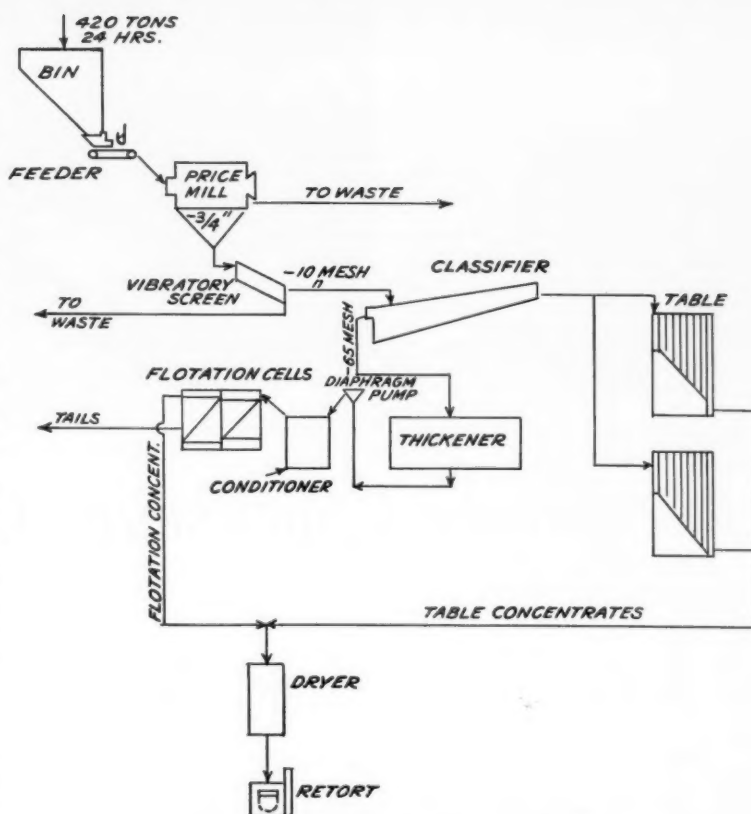 420 TONS
24 HRS.
BIN
FEEDER
PRICE
MILL
-3/4"
TO WASTE
VIBRATORY
SCREEN
-10 MESH
n
TO
WASTE
CLASSIFIER
TABLE
-65 MESH
FLOTATION CELLS
DIAPHRAGM
PUMP
THICKENER
TAILS
CONDITIONER
FLOTATION CONCENT.
TABLE CONCENTRATES
DRYER
RETORT